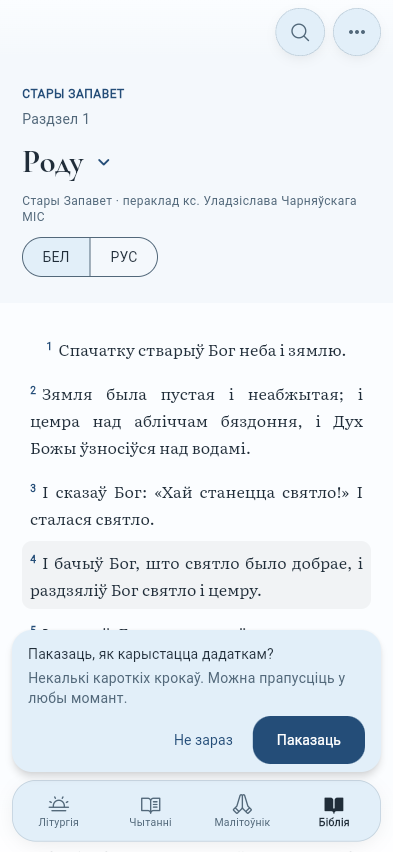 СТАРЫ ЗАПАВЕТ
Раздзел 1
Роду
Стары Запавет · пераклад кс. Уладзіслава Чарняўскага
МІС
БЕЛ РУС
1 Спачатку стварыў Бог неба і зямлю.
2 Зямля была пустая і неабжытая; і
цемра над абліччам бяздоння, і Дух
Божы ўзносіўся над водамі.
3 І сказаў Бог: «Хай станецца святло!» І
сталася святло.
4 І бачыў Бог, што святло было добрае, і
раздзяліў Бог святло і цемру.
Паказаць, як карыстацца дадаткам?
Некалькі кароткіх крокаў. Можна прапусціць у
любы момант.
Не зараз Паказаць
Літургія Чытанні Малітоўнік Біблія